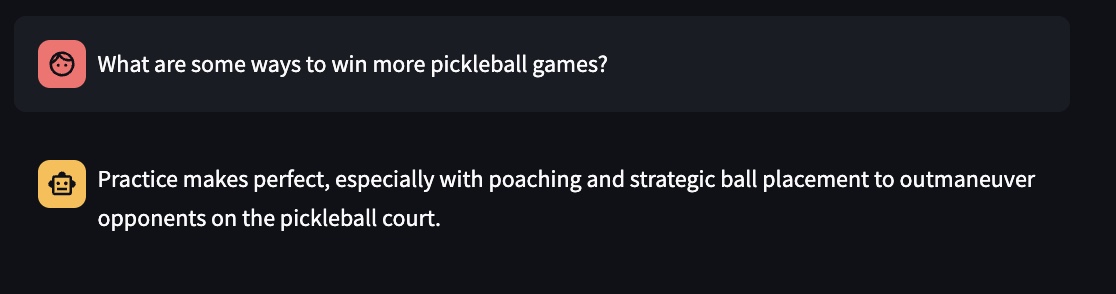 What are some ways to win more pickleball games?
Practice makes perfect, especially with poaching and strategic ball placement to outmaneuver
opponents on the pickleball court.